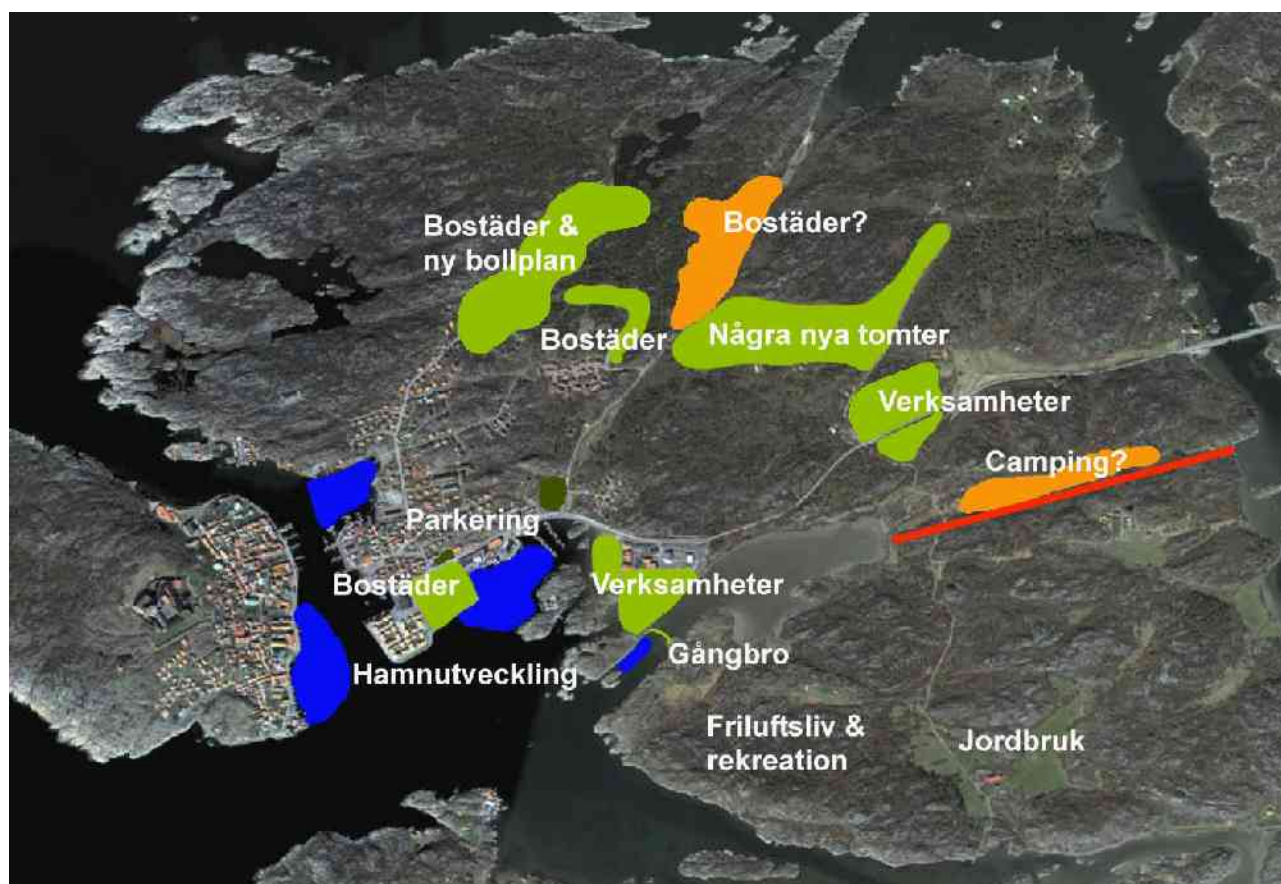 Bostäder &
ny bollplan
Bostäder?
Bostäder
Några nya tomter
Verksamheter
Camping?
Parkering
Bostäder
Verksamheter
Hamnutveckling
Gångbro
Friluftsliv &
rekreation
Jordbruk